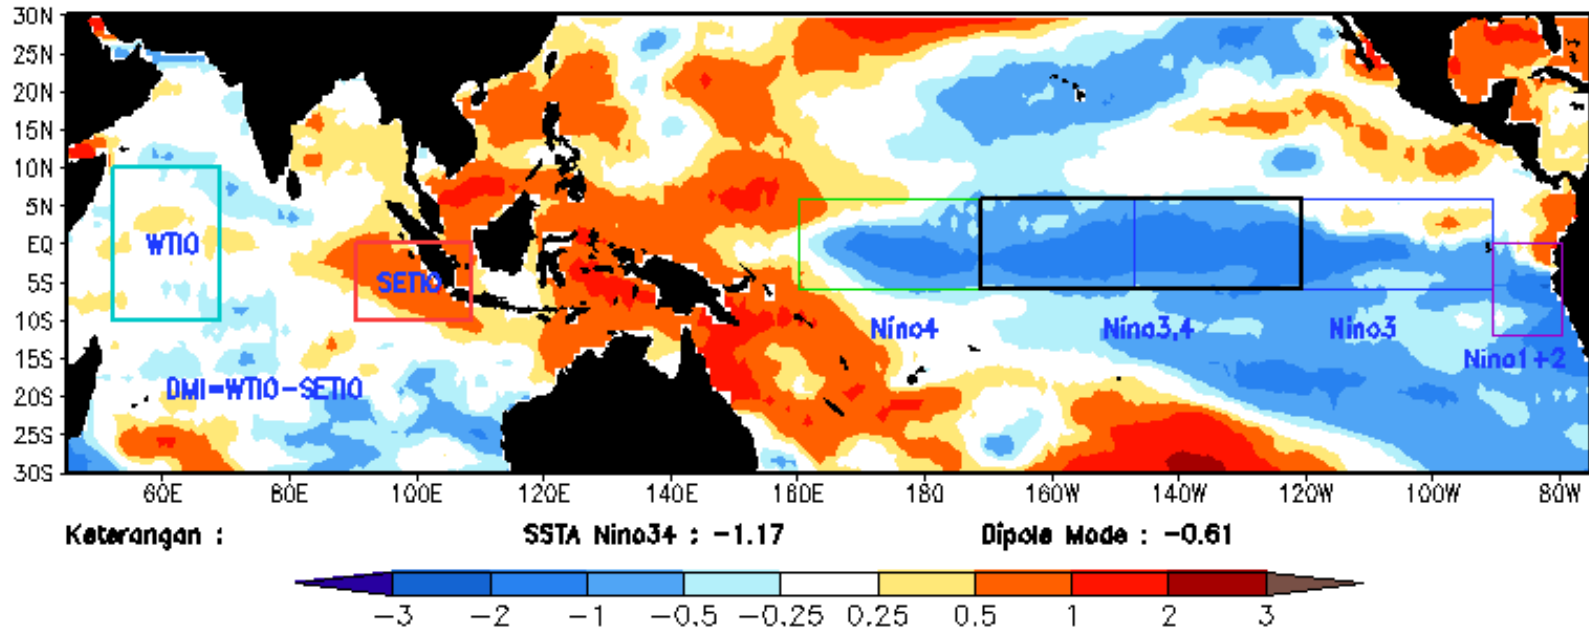 30N
25N
20N
15N
10N
5N
EQ
5S
10S
15S
20S
25S
30S
WTIO
SETIO
DMI=WTIO-SETIO
Nino4
Nino3,4
Nino3
Nino1+2
60E 80E 100E 120E 140E 160E 180 160W 140W 120W 100W 80W
Keterangan : SSTA Nino34 : -1.17 Dipole Mode : -0.61
-3 -2 -1 -0.5 -0.25 0.25 0.5 1 2 3